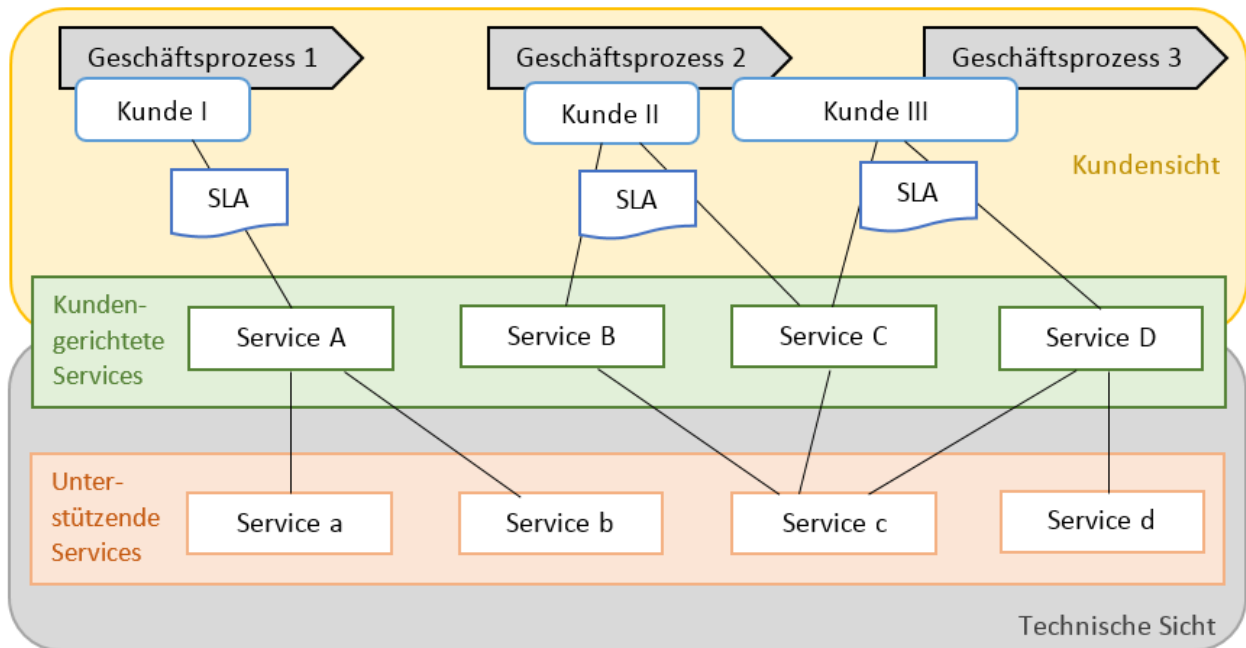 Geschäftsprozess 1
Geschäftsprozess 2
Geschäftsprozess 3
Kunde I
Kunde II
Kunde III
Kundensicht
SLA
SLA
SLA
Kunden-
gerichtete
Services
Service A
Service B
Service C
Service D
Unter-
stützende
Services
Service a
Service b
Service c
Service d
Technische Sicht